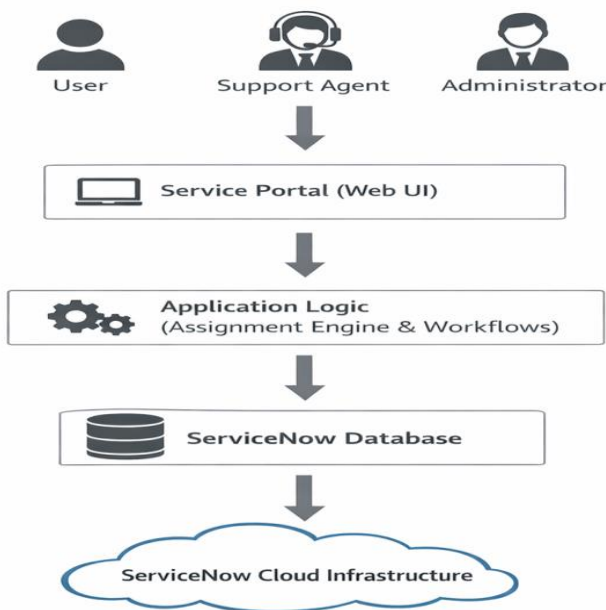 User
Support Agent
Administrator
Service Portal (Web UI)
Application Logic
(Assignment Engine & Workflows)
ServiceNow Database
ServiceNow Cloud Infrastructure